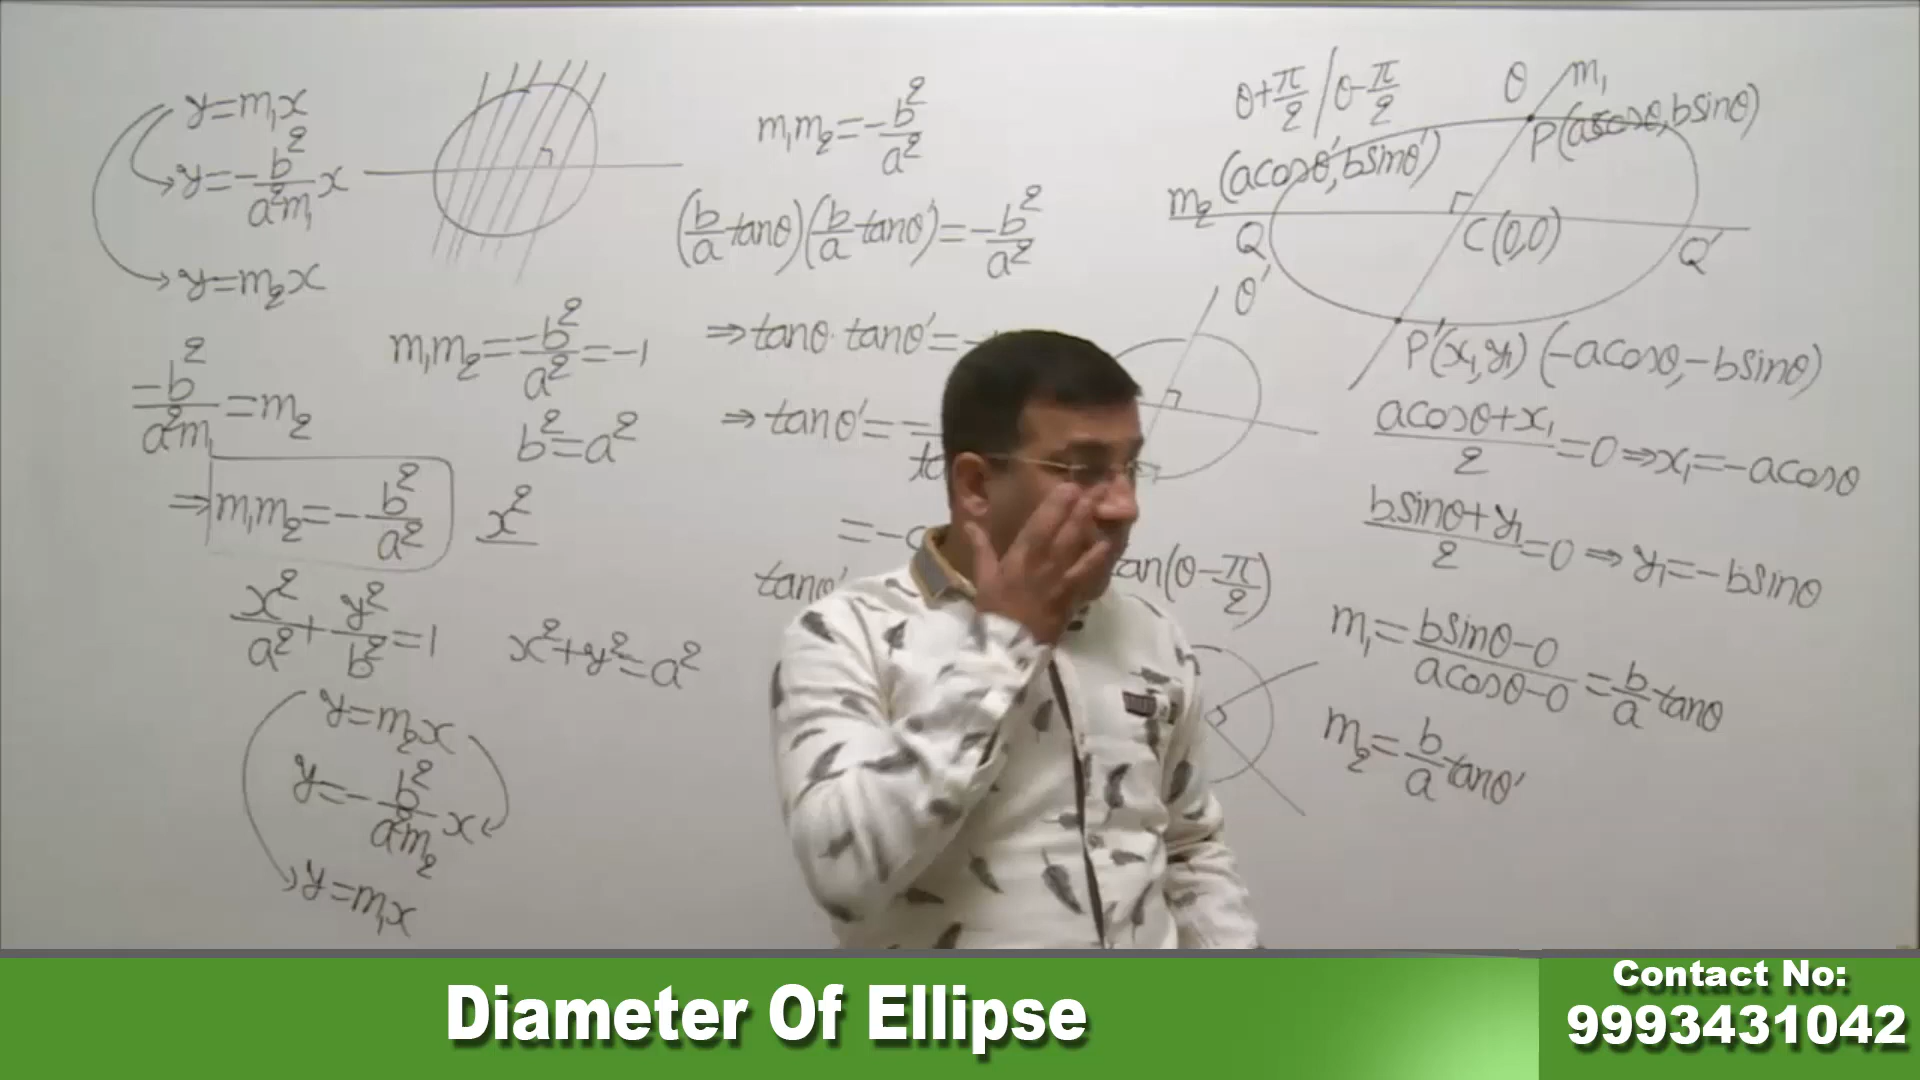 y=m₁x
y=-b²/a²m₁ x
y=m₂x
-b²/a²m₁=m₂
⇒m₁m₂=-b²/a²
x²/a²+y²/b²=1
y=m₂x
y=-b²/a²m₂ x
y=m₁x
m₁m₂=-b²/a²=-1
b²=a²
x²
x²+y²=a²
m₁m₂=-b²/a²
(b/a tanθ)(b/a tanθ')=-b²/a²
⇒tanθ·tanθ'=-
⇒tanθ'=-
=-
tanθ'
tan(θ-π/2)
θ+π/2/θ-π/2
θ
m₁
P(acosθ,bsinθ)
(acosθ',bsinθ')
m₂
Q
C(0,0)
Q'
θ'
P'(x₁,y₁)(-acosθ,-bsinθ)
acosθ+x₁/2=0⇒x₁=-acosθ
bsinθ+y₁/2=0⇒y₁=-bsinθ
m₁=bsinθ-0/acosθ-0=b/a tanθ
m₂=b/a tanθ'
Diameter Of Ellipse
Contact No:
9993431042